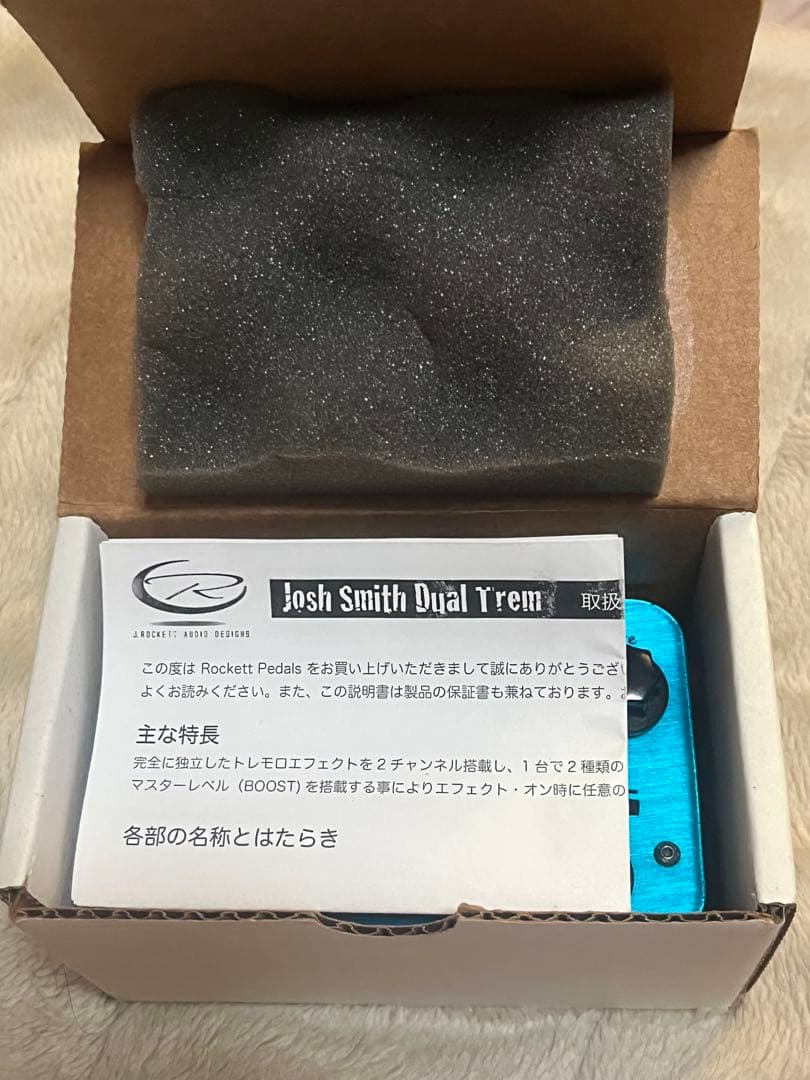 J.ROCKETT AUDIO DESIGNS
Josh Smith Dual Trem 取扱
この度は Rockett Pedals をお買い上げいただきまして誠にありがとうござい
よくお読みください。また、この説明書は製品の保証書も兼ねております。
主な特長
完全に独立したトレモロエフェクトを 2 チャンネル搭載し、1 台で 2 種類の
マスターレベル（BOOST) を搭載する事によりエフェクト・オン時に任意の
各部の名称とはたらき